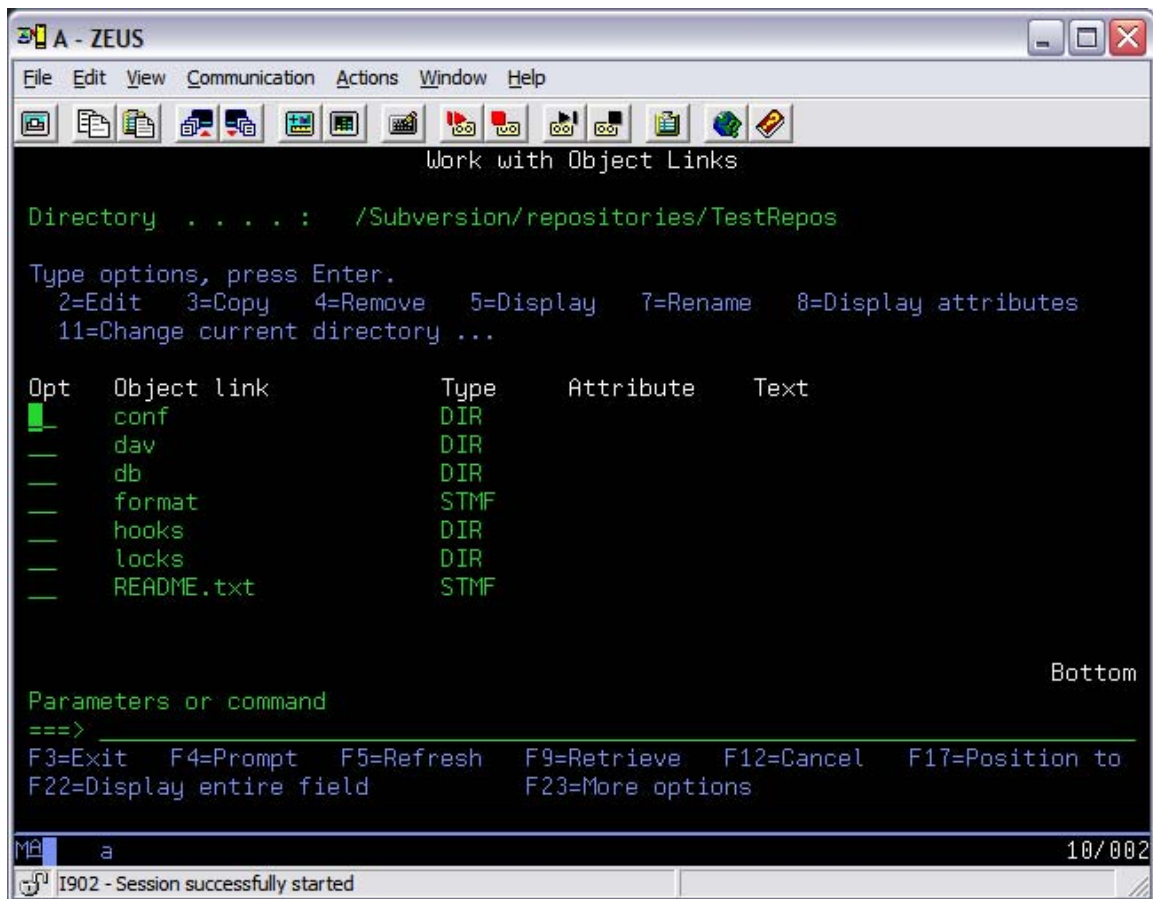 A - ZEUS
File Edit View Communication Actions Window Help
Work with Object Links
Directory . . . . : /Subversion/repositories/TestRepos
Type options, press Enter.
2=Edit 3=Copy 4=Remove 5=Display 7=Rename 8=Display attributes
11=Change current directory ...
Opt Object link Type Attribute Text
conf DIR
dav DIR
db DIR
format STMF
hooks DIR
locks DIR
README.txt STMF
Bottom
Parameters or command
===>
F3=Exit F4=Prompt F5=Refresh F9=Retrieve F12=Cancel F17=Position to
F22=Display entire field F23=More options
MA a 10/002
I902 - Session successfully started